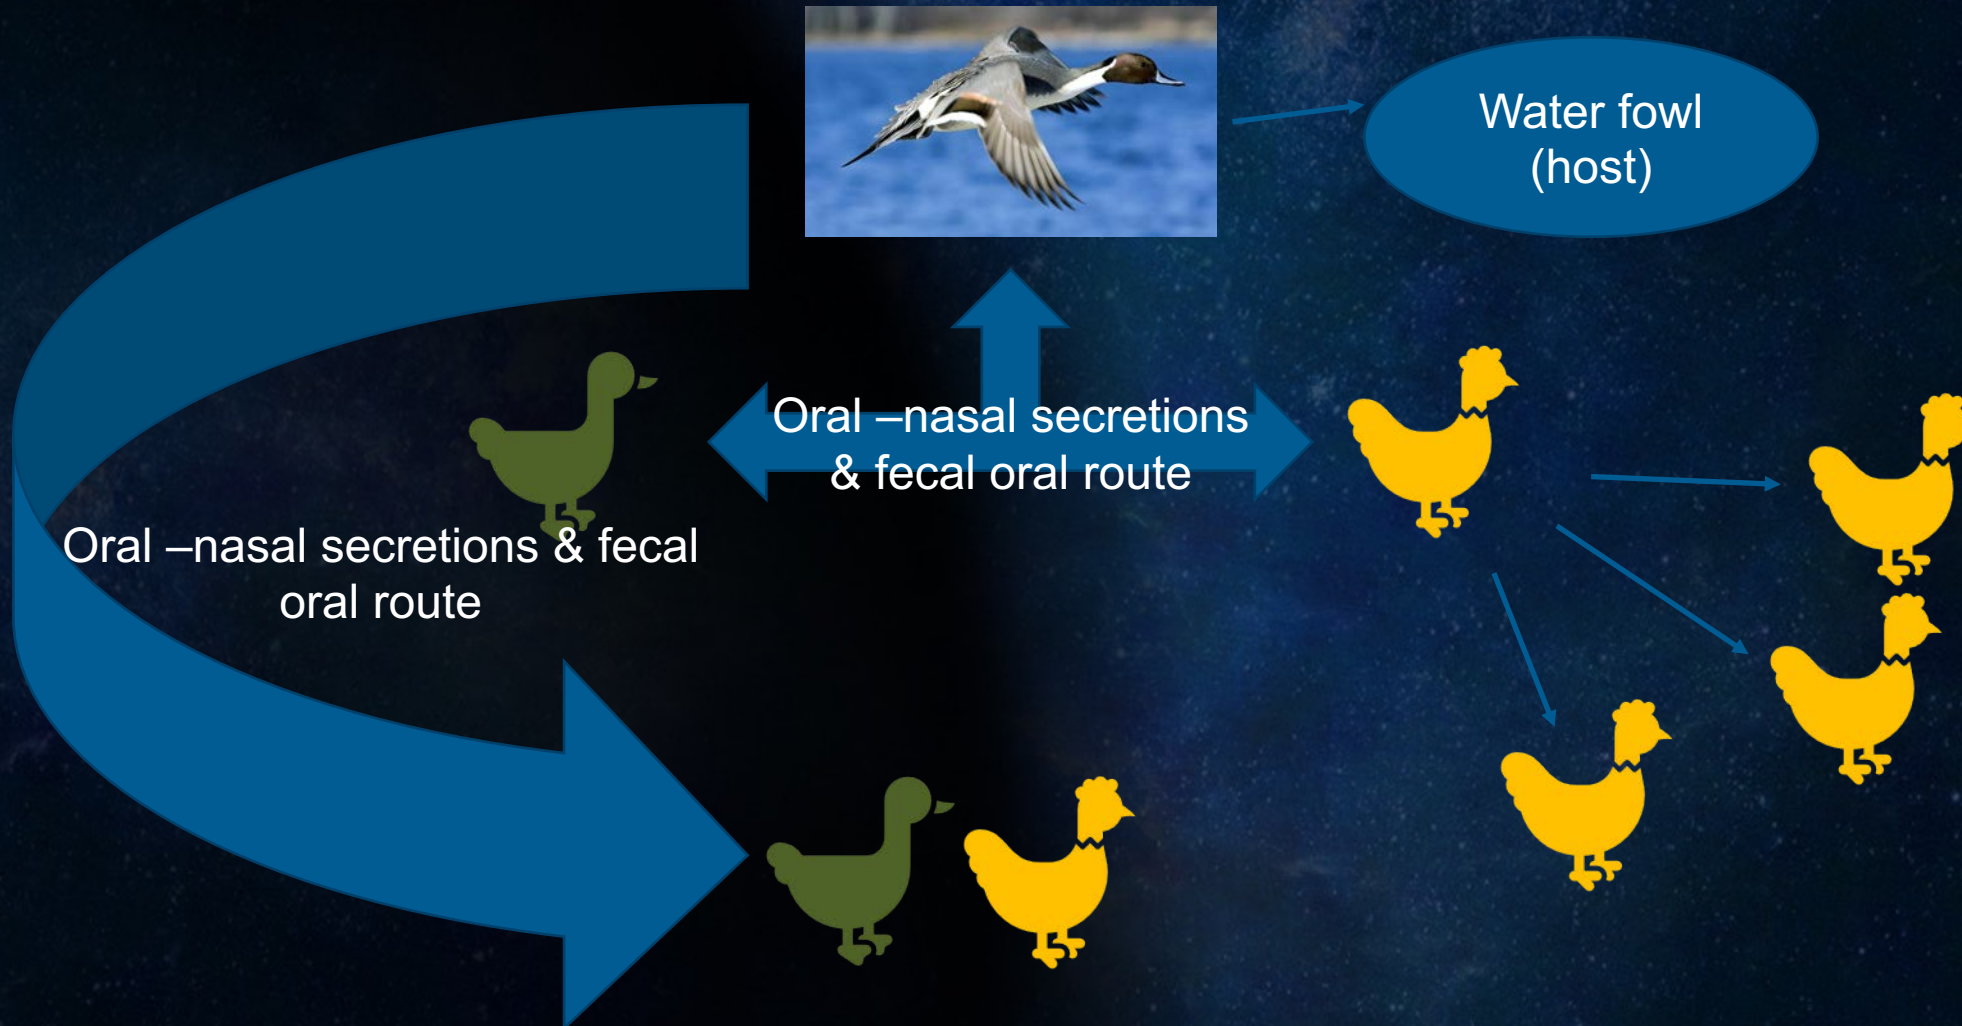 Water fowl
(host)
Oral –nasal secretions
& fecal oral route
Oral –nasal secretions & fecal
oral route